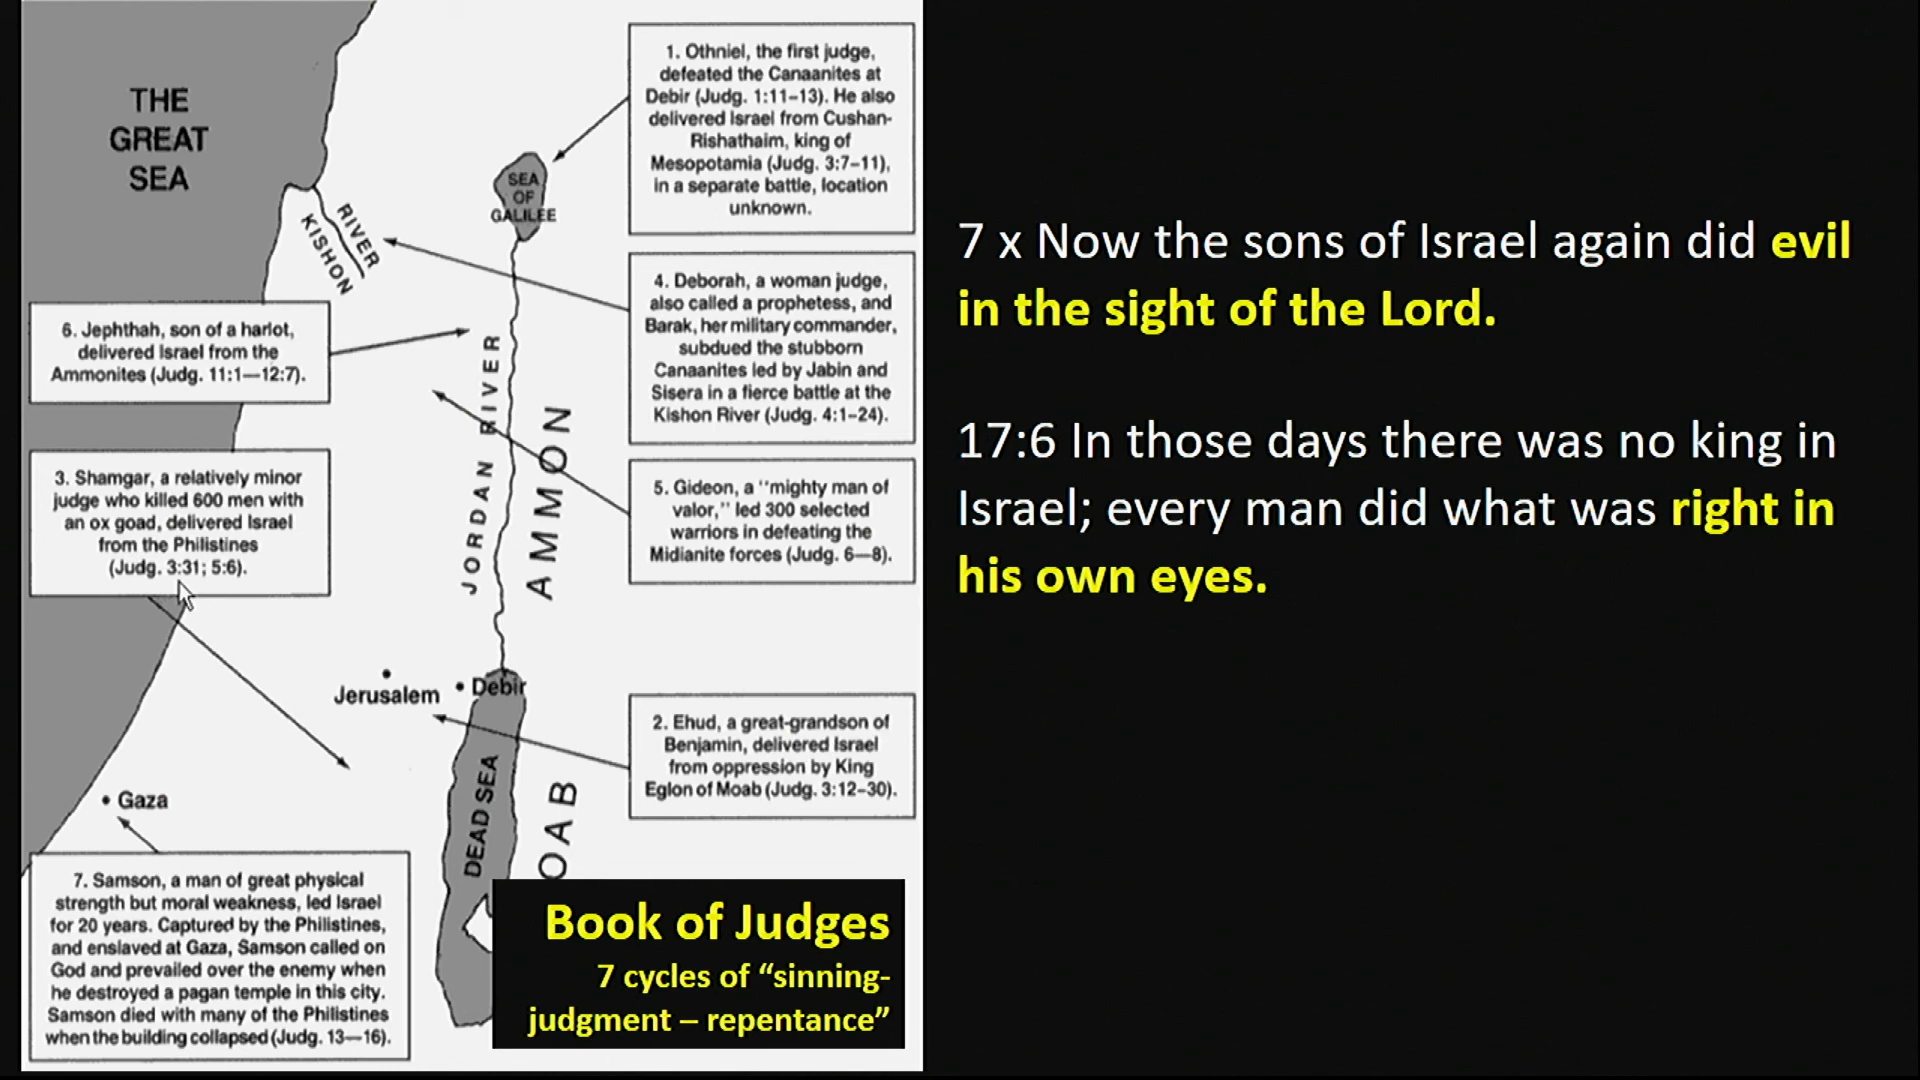 THE
GREAT
SEA
RIVER
KISHON
SEA
OF
GALILEE
1. Othniel, the first judge,
defeated the Canaanites at
Debir (Judg. 1:11–13). He also
delivered Israel from Cushan-
Rishathaim, king of
Mesopotamia (Judg. 3:7–11),
in a separate battle, location
unknown.
4. Deborah, a woman judge,
also called a prophetess, and
Barak, her military commander,
subdued the stubborn
Canaanites led by Jabin and
Sisera in a fierce battle at the
Kishon River (Judg. 4:1–24).
6. Jephthah, son of a harlot,
delivered Israel from the
Ammonites (Judg. 11:1—12:7).
JORDAN RIVER
AMMON
3. Shamgar, a relatively minor
judge who killed 600 men with
an ox goad, delivered Israel
from the Philistines
(Judg. 3:31; 5:6).
5. Gideon, a "mighty man of
valor," led 300 selected
warriors in defeating the
Midianite forces (Judg. 6—8).
Jerusalem
Debir
2. Ehud, a great-grandson of
Benjamin, delivered Israel
from oppression by King
Eglon of Moab (Judg. 3:12–30).
Gaza
DEAD SEA
OAB
7. Samson, a man of great physical
strength but moral weakness, led Israel
for 20 years. Captured by the Philistines,
and enslaved at Gaza, Samson called on
God and prevailed over the enemy when
he destroyed a pagan temple in this city.
Samson died with many of the Philistines
when the building collapsed (Judg. 13—16).
Book of Judges
7 cycles of “sinning-
judgment – repentance”
7 x Now the sons of Israel again did evil
in the sight of the Lord.
17:6 In those days there was no king in
Israel; every man did what was right in
his own eyes.